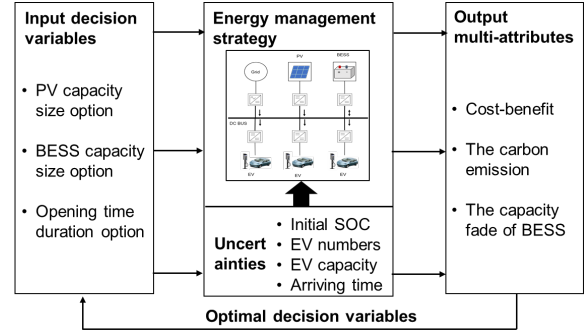 Input decision
variables
• PV capacity
size option
• BESS capacity
size option
• Opening time
duration option
Energy management
strategy
Grid
PV
BESS
DC BUS
EV
EV
EV
Uncert
ainties
• Initial SOC
• EV numbers
• EV capacity
• Arriving time
Output
multi-attributes
• Cost-benefit
• The carbon
emission
• The capacity
fade of BESS
Optimal decision variables